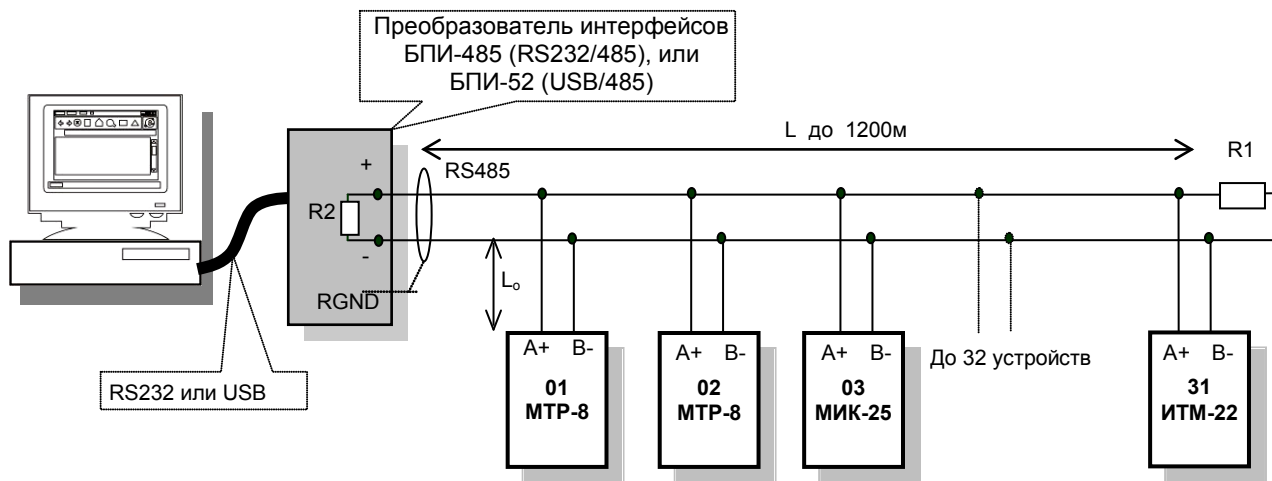 Преобразователь интерфейсов
БПИ-485 (RS232/485), или
БПИ-52 (USB/485)
L до 1200м
R1
+
RS485
R2
-
RGND
Lo
A+ B-
01
МТР-8
A+ B-
02
МТР-8
A+ B-
03
МИК-25
До 32 устройств
A+ B-
31
ИТМ-22
RS232 или USB